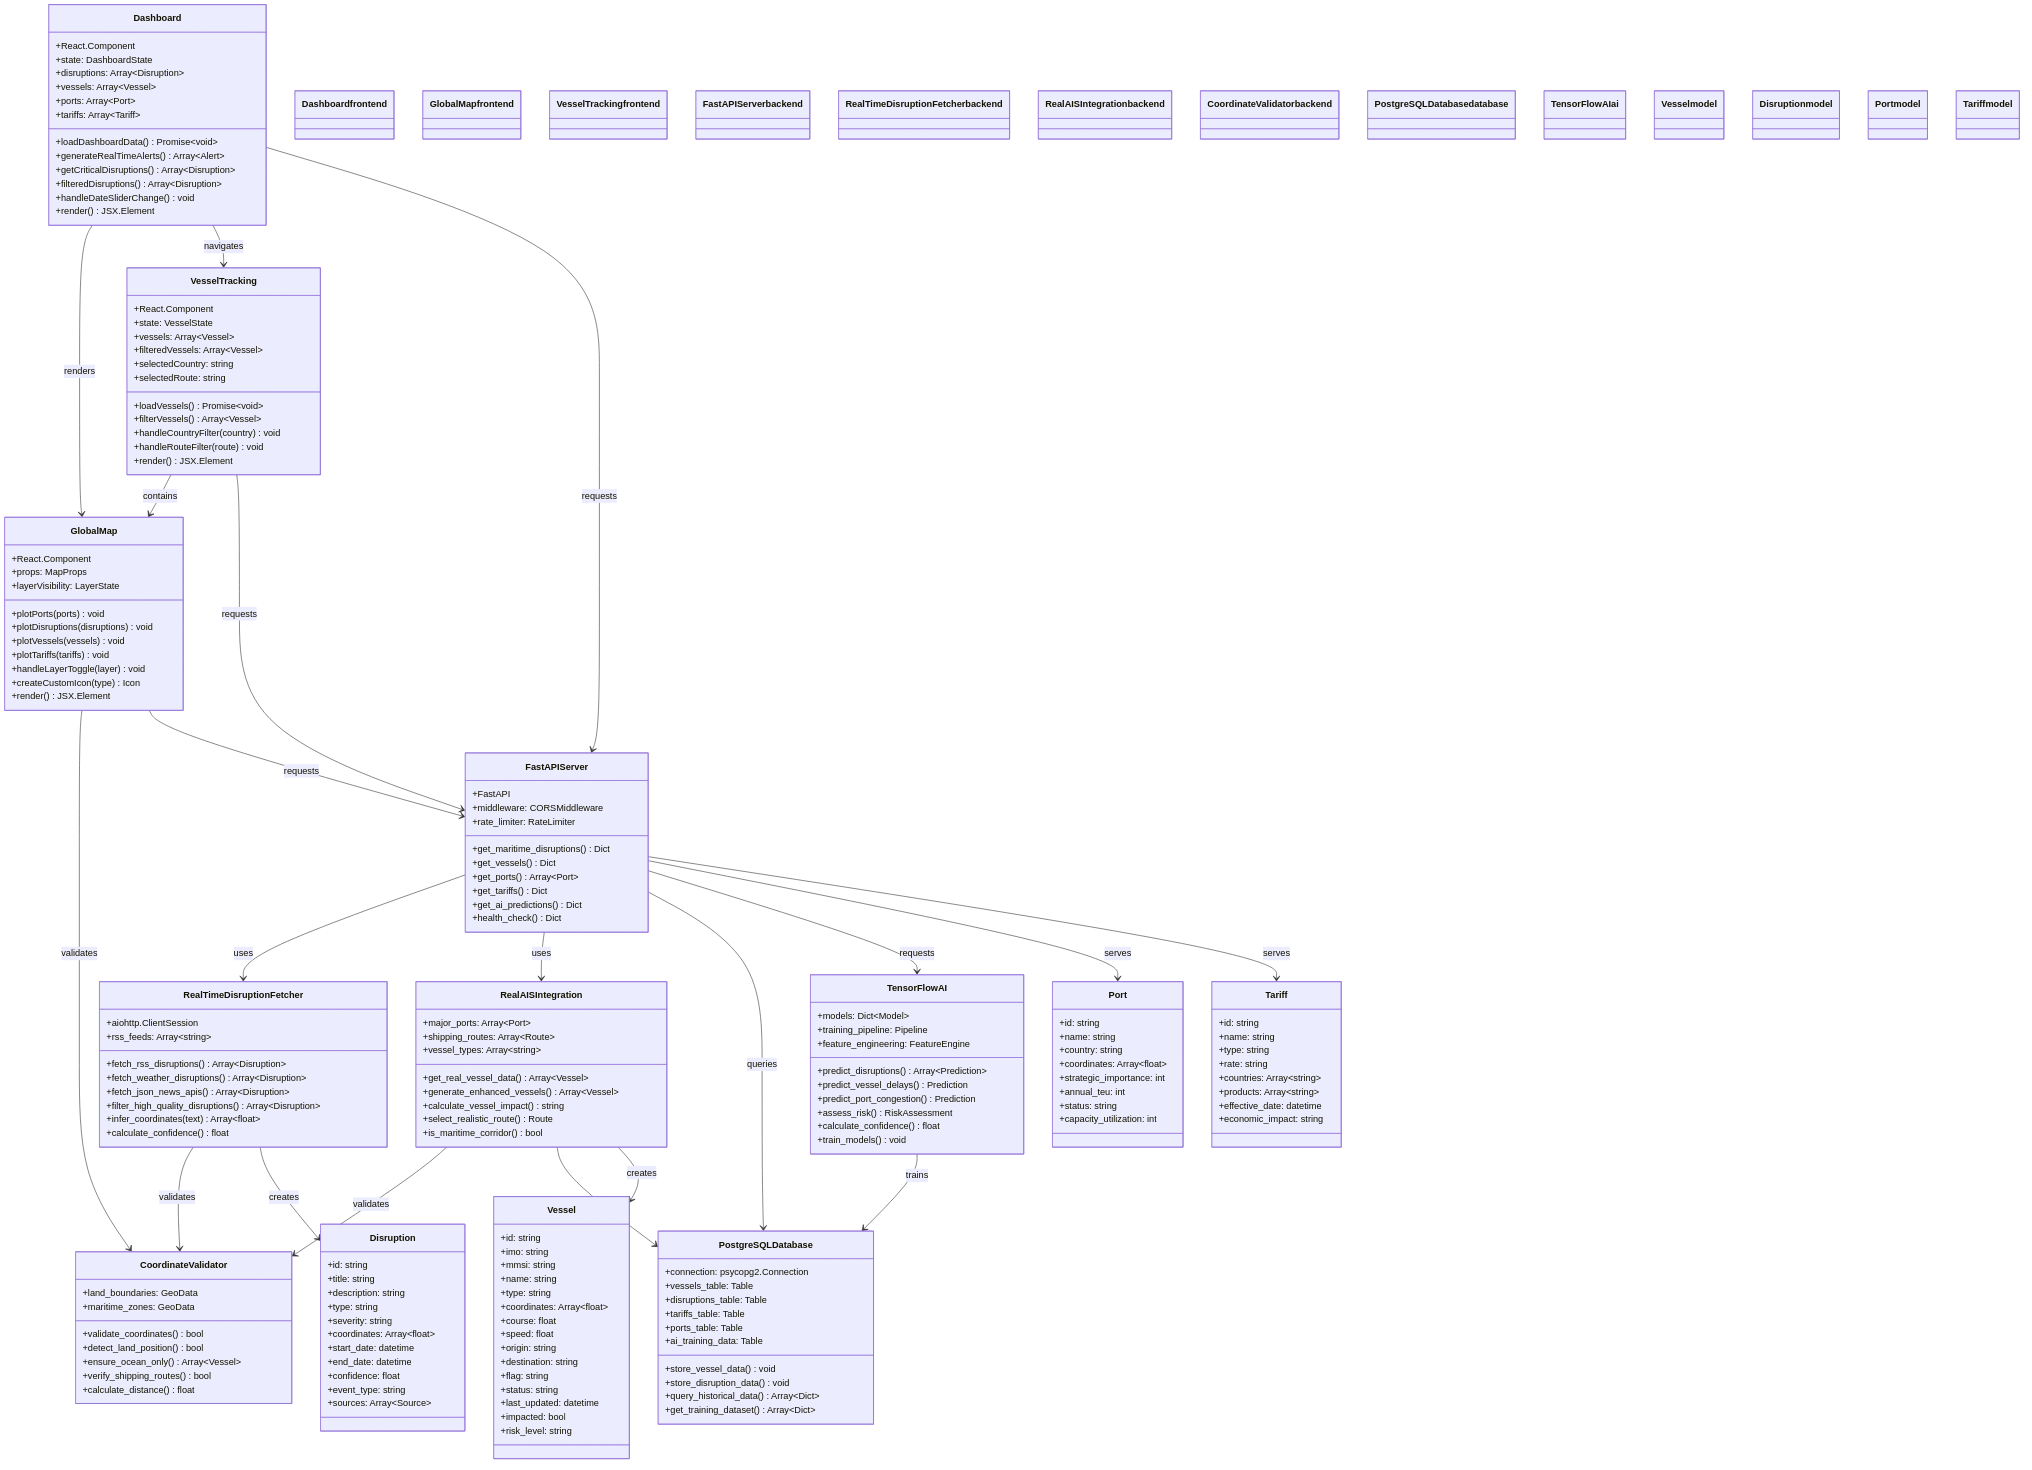 Dashboard
+React.Component
+state: DashboardState
+disruptions: Array<Disruption>
+vessels: Array<Vessel>
+ports: Array<Port>
+tariffs: Array<Tariff>
+loadDashboardData() : Promise<void>
+generateRealTimeAlerts() : Array<Alert>
+getCriticalDisruptions() : Array<Disruption>
+filteredDisruptions() : Array<Disruption>
+handleDateSliderChange() : void
+render() : JSX.Element
Dashboardfrontend
GlobalMapfrontend
VesselTrackingfrontend
FastAPIServerbackend
RealTimeDisruptionFetcherbackend
RealAISIntegrationbackend
CoordinateValidatorbackend
PostgreSQLDatabasedatabase
TensorFlowAIai
Vesselmodel
Disruptionmodel
Portmodel
Tariffmodel
navigates
VesselTracking
+React.Component
+state: VesselState
+vessels: Array<Vessel>
+filteredVessels: Array<Vessel>
+selectedCountry: string
+selectedRoute: string
+loadVessels() : Promise<void>
+filterVessels() : Array<Vessel>
+handleCountryFilter(country) : void
+handleRouteFilter(route) : void
+render() : JSX.Element
renders
contains
requests
GlobalMap
+React.Component
+props: MapProps
+layerVisibility: LayerState
+plotPorts(ports) : void
+plotDisruptions(disruptions) : void
+plotVessels(vessels) : void
+plotTariffs(tariffs) : void
+handleLayerToggle(layer) : void
+createCustomIcon(type) : Icon
+render() : JSX.Element
requests
requests
FastAPIServer
+FastAPI
+middleware: CORSMiddleware
+rate_limiter: RateLimiter
+get_maritime_disruptions() : Dict
+get_vessels() : Dict
+get_ports() : Array<Port>
+get_tariffs() : Dict
+get_ai_predictions() : Dict
+health_check() : Dict
validates
uses
uses
queries
requests
serves
serves
RealTimeDisruptionFetcher
+aiohttp.ClientSession
+rss_feeds: Array<string>
+fetch_rss_disruptions() : Array<Disruption>
+fetch_weather_disruptions() : Array<Disruption>
+fetch_json_news_apis() : Array<Disruption>
+filter_high_quality_disruptions() : Array<Disruption>
+infer_coordinates(text) : Array<float>
+calculate_confidence() : float
RealAISIntegration
+major_ports: Array<Port>
+shipping_routes: Array<Route>
+vessel_types: Array<string>
+get_real_vessel_data() : Array<Vessel>
+generate_enhanced_vessels() : Array<Vessel>
+calculate_vessel_impact() : string
+select_realistic_route() : Route
+is_maritime_corridor() : bool
TensorFlowAI
+models: Dict<Model>
+training_pipeline: Pipeline
+feature_engineering: FeatureEngine
+predict_disruptions() : Array<Prediction>
+predict_vessel_delays() : Prediction
+predict_port_congestion() : Prediction
+assess_risk() : RiskAssessment
+calculate_confidence() : float
+train_models() : void
Port
+id: string
+name: string
+country: string
+coordinates: Array<float>
+strategic_importance: int
+annual_teu: int
+status: string
+capacity_utilization: int
Tariff
+id: string
+name: string
+type: string
+rate: string
+countries: Array<string>
+products: Array<string>
+effective_date: datetime
+economic_impact: string
validates
creates
validates
creates
trains
CoordinateValidator
+land_boundaries: GeoData
+maritime_zones: GeoData
+validate_coordinates() : bool
+detect_land_position() : bool
+ensure_ocean_only() : Array<Vessel>
+verify_shipping_routes() : bool
+calculate_distance() : float
Disruption
+id: string
+title: string
+description: string
+type: string
+severity: string
+coordinates: Array<float>
+start_date: datetime
+end_date: datetime
+confidence: float
+event_type: string
+sources: Array<Source>
Vessel
+id: string
+imo: string
+mmsi: string
+name: string
+type: string
+coordinates: Array<float>
+course: float
+speed: float
+origin: string
+destination: string
+flag: string
+status: string
+last_updated: datetime
+impacted: bool
+risk_level: string
PostgreSQLDatabase
+connection: psycopg2.Connection
+vessels_table: Table
+disruptions_table: Table
+tariffs_table: Table
+ports_table: Table
+ai_training_data: Table
+store_vessel_data() : void
+store_disruption_data() : void
+query_historical_data() : Array<Dict>
+get_training_dataset() : Array<Dict>